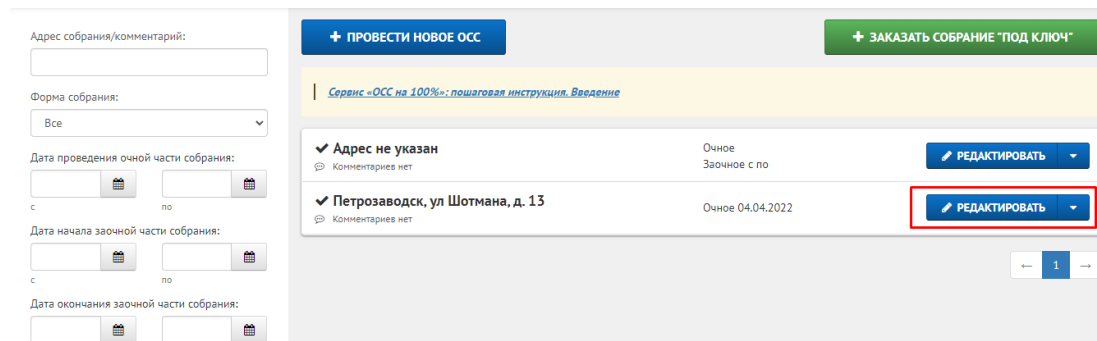 Адрес собрания/комментарий:
Форма собрания:
Все
Дата проведения очной части собрания:
с по
Дата начала заочной части собрания:
с по
Дата окончания заочной части собрания:
+ ПРОВЕСТИ НОВОЕ ОСС
+ ЗАКАЗАТЬ СОБРАНИЕ "ПОД КЛЮЧ"
Сервис «ОСС на 100%»: пошаговая инструкция. Введение
Адрес не указан
Комментариев нет
Очное
Заочное с по
РЕДАКТИРОВАТЬ
Петрозаводск, ул Шотмана, д. 13
Комментариев нет
Очное 04.04.2022
РЕДАКТИРОВАТЬ
← 1 →